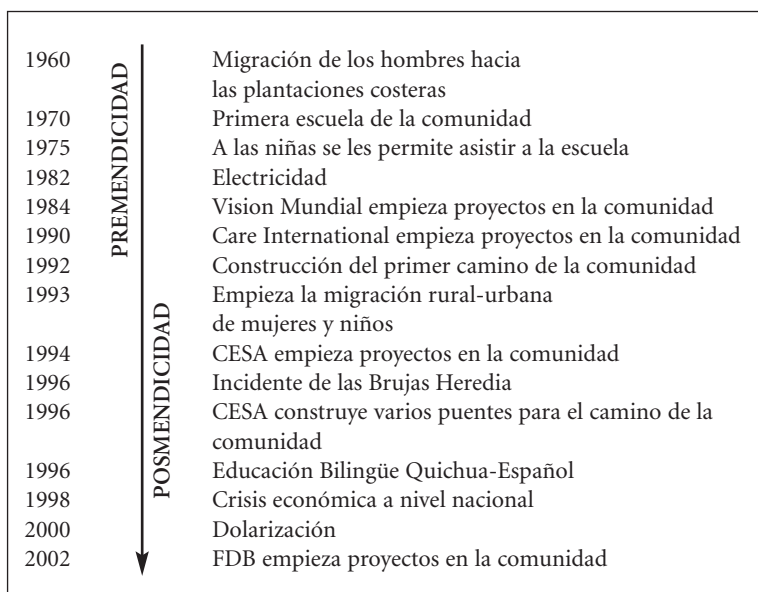 1960 Migración de los hombres hacia
las plantaciones costeras
1970 Primera escuela de la comunidad
1975 A las niñas se les permite asistir a la escuela
1982 Electricidad
1984 Vision Mundial empieza proyectos en la comunidad
1990 Care International empieza proyectos en la comunidad
1992 Construcción del primer camino de la comunidad
1993 Empieza la migración rural-urbana
de mujeres y niños
1994 CESA empieza proyectos en la comunidad
1996 Incidente de las Brujas Heredia
1996 CESA construye varios puentes para el camino de la
comunidad
1996 Educación Bilingüe Quichua-Español
1998 Crisis económica a nivel nacional
2000 Dolarización
2002 FDB empieza proyectos en la comunidad
PREMENDICIDAD
POSMENDICIDAD